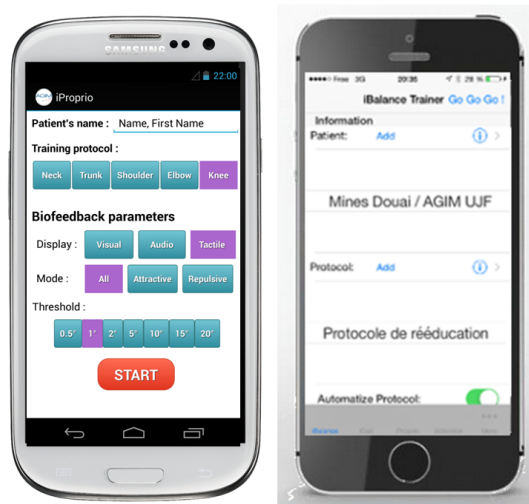 SAMSUNG
22:00
AGIM iProprio
Patient's name : Name, First Name
Training protocol :
Neck Trunk Shoulder Elbow Knee
Biofeedback parameters
Display : Visual Audio Tactile
Mode : All Attractive Repulsive
Threshold :
0.5° 1° 2° 5° 10° 15° 20°
START
Free 3G 20:35 28 %
iBalance Trainer Go Go Go !
Information
Patient: Add
Mines Douai / AGIM UJF
Protocol: Add
Protocole de rééducation
Automatize Protocol:
iBalance